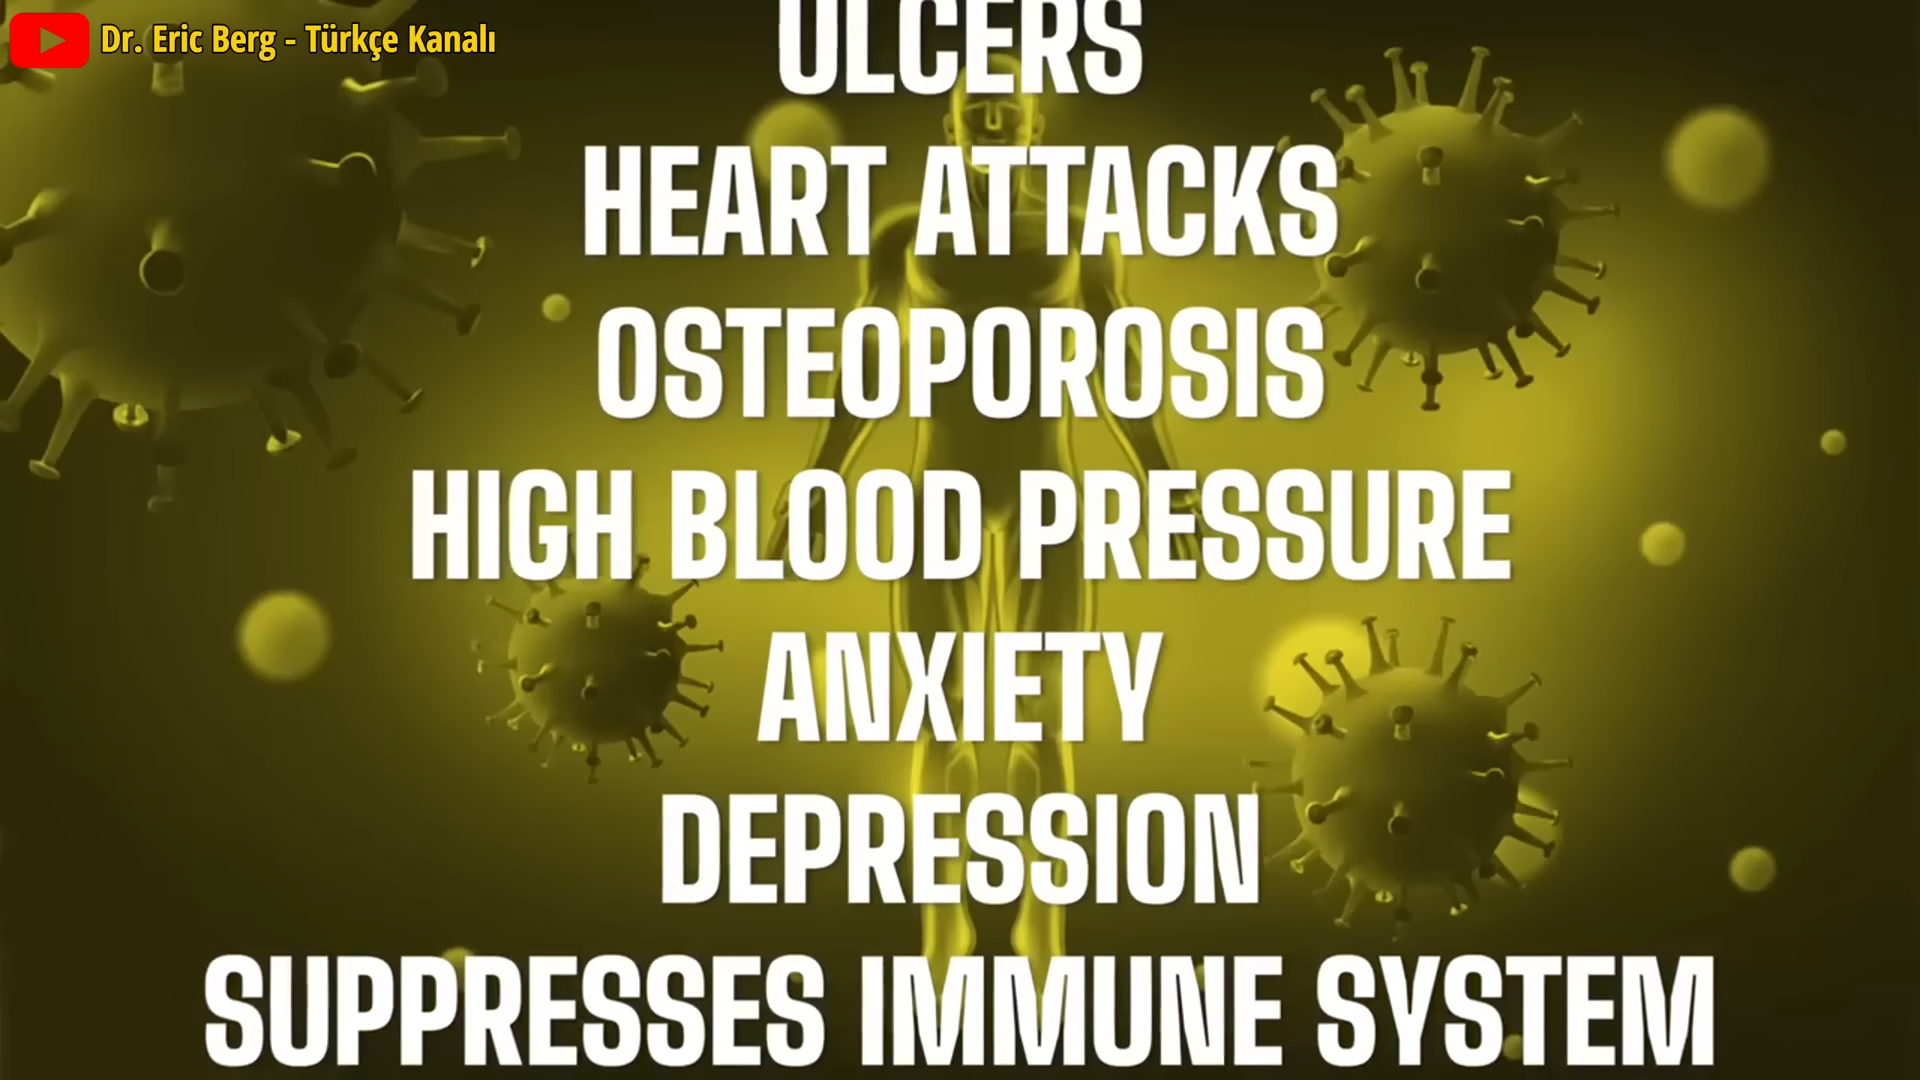 Dr. Eric Berg - Türkçe Kanalı
ULCERS
HEART ATTACKS
OSTEOPOROSIS
HIGH BLOOD PRESSURE
ANXIETY
DEPRESSION
SUPPRESSES IMMUNE SYSTEM